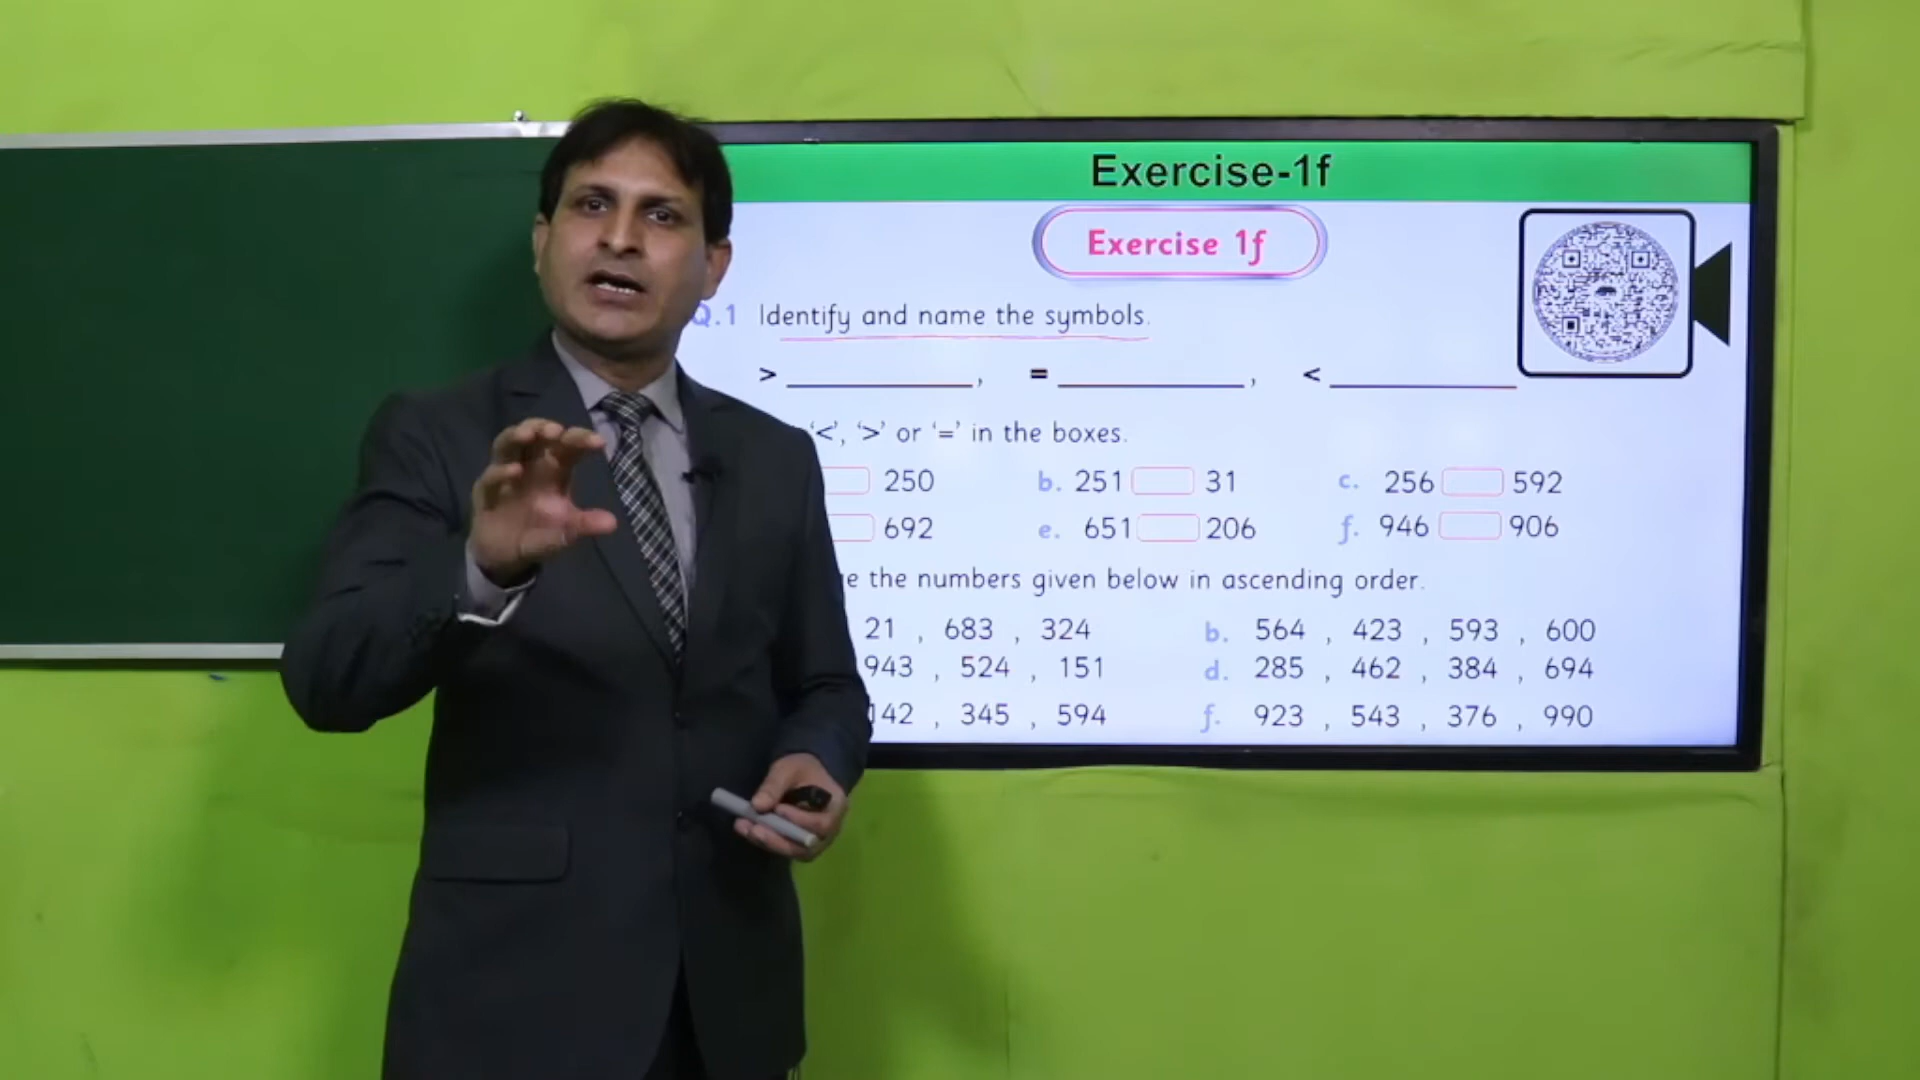 Exercise-1f
Exercise 1f
Q.1 Identify and name the symbols.
> ____________, = ____________, < ____________
'<', '>' or '=' in the boxes.
250 b. 251 31 c. 256 592
692 e. 651 206 f. 946 906
the numbers given below in ascending order.
21 , 683 , 324 b. 564 , 423 , 593 , 600
943 , 524 , 151 d. 285 , 462 , 384 , 694
142 , 345 , 594 f. 923 , 543 , 376 , 990